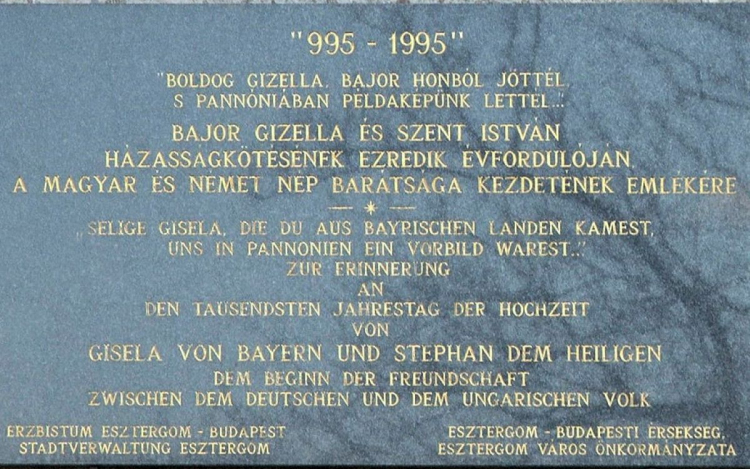 "995 - 1995"
"BOLDOG GIZELLA, BAJOR HONBÓL JÖTTÉL,
S PANNÓNIÁBAN PÉLDAKÉPÜNK LETTÉL..."
BAJOR GIZELLA ÉS SZENT ISTVÁN
HÁZASSAGKÖTÉSÉNEK EZREDIK ÉVFORDULÓJÁN,
A MAGYAR ÉS NÉMET NÉP BARÁTSÁGA KEZDETÉNEK EMLÉKÉRE
„SELIGE GISELA, DIE DU AUS BAYRISCHEN LANDEN KAMEST,
UNS IN PANNONIEN EIN VORBILD WAREST..."
ZUR ERINNERUNG
AN
DEN TAUSENDSTEN JAHRESTAG DER HOCHZEIT
VON
GISELA VON BAYERN UND STEPHAN DEM HEILIGEN
DEM BEGINN DER FREUNDSCHAFT
ZWISCHEN DEM DEUTSCHEN UND DEM UNGARISCHEN VOLK
ERZBISTUM ESZTERGOM - BUDAPEST
STADTVERWALTUNG ESZTERGOM
ESZTERGOM - BUDAPESTI ÉRSEKSÉG,
ESZTERGOM VÁROS ÖNKORMÁNYZATA